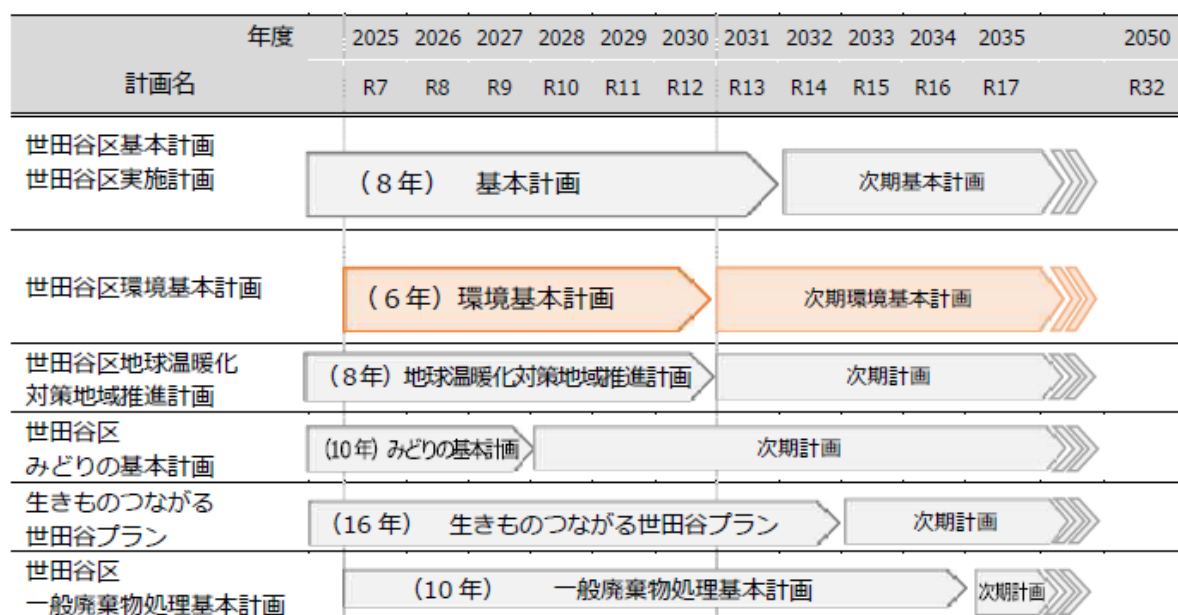 年度 2025 2026 2027 2028 2029 2030 2031 2032 2033 2034 2035 2050
計画名 R7 R8 R9 R10 R11 R12 R13 R14 R15 R16 R17 R32
世田谷区基本計画
世田谷区実施計画
（８年） 基本計画 次期基本計画
世田谷区環境基本計画 （６年）環境基本計画 次期環境基本計画
世田谷区地球温暖化
対策地域推進計画
（8年）地球温暖化対策地域推進計画 次期計画
世田谷区
みどりの基本計画
（10年）みどりの基本計画 次期計画
生きものつながる
世田谷プラン
（16年） 生きものつながる世田谷プラン 次期計画
世田谷区
一般廃棄物処理基本計画
（10年） 一般廃棄物処理基本計画 次期計画